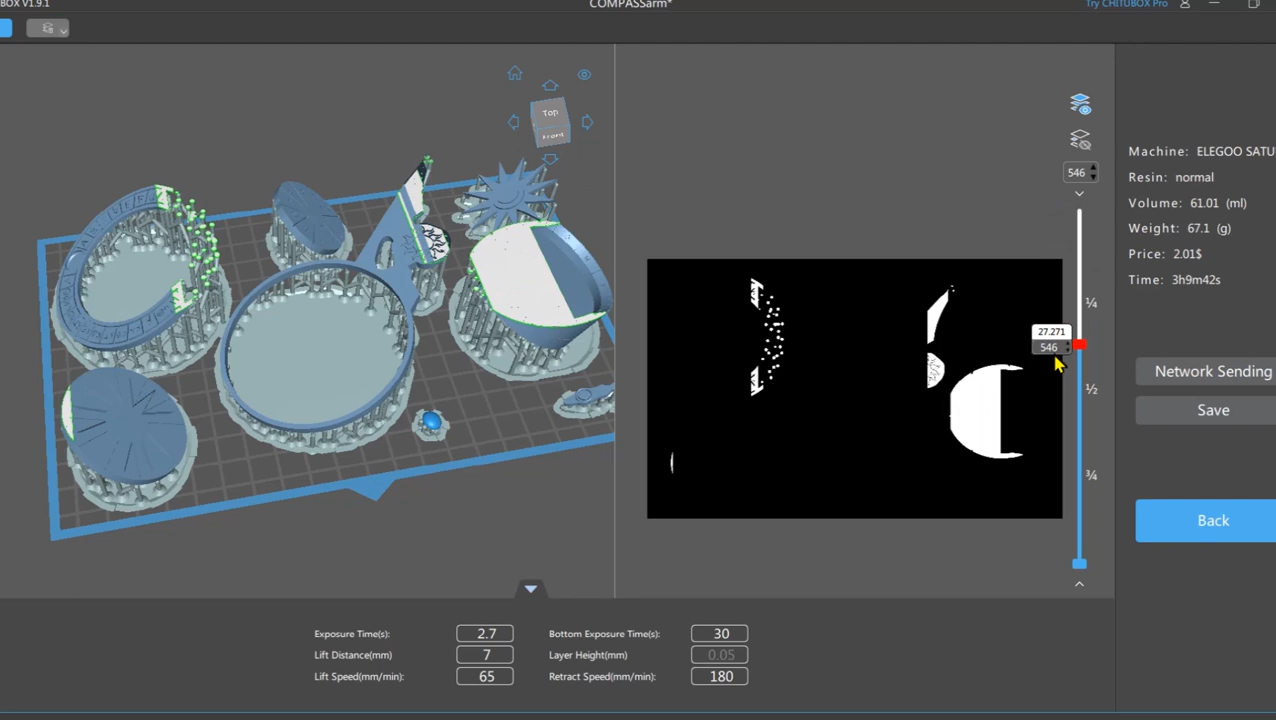 BOX V1.9.1
COMPASSarm*
Try CHITUBOX Pro
Top
Front
546
27.271
546
¼
½
¾
Machine: ELEGOO SATU
Resin: normal
Volume: 61.01 (ml)
Weight: 67.1 (g)
Price: 2.01$
Time: 3h9m42s
Network Sending
Save
Back
Exposure Time(s): 2.7 Bottom Exposure Time(s): 30
Lift Distance(mm) 7 Layer Height(mm) 0.05
Lift Speed(mm/min): 65 Retract Speed(mm/min): 180